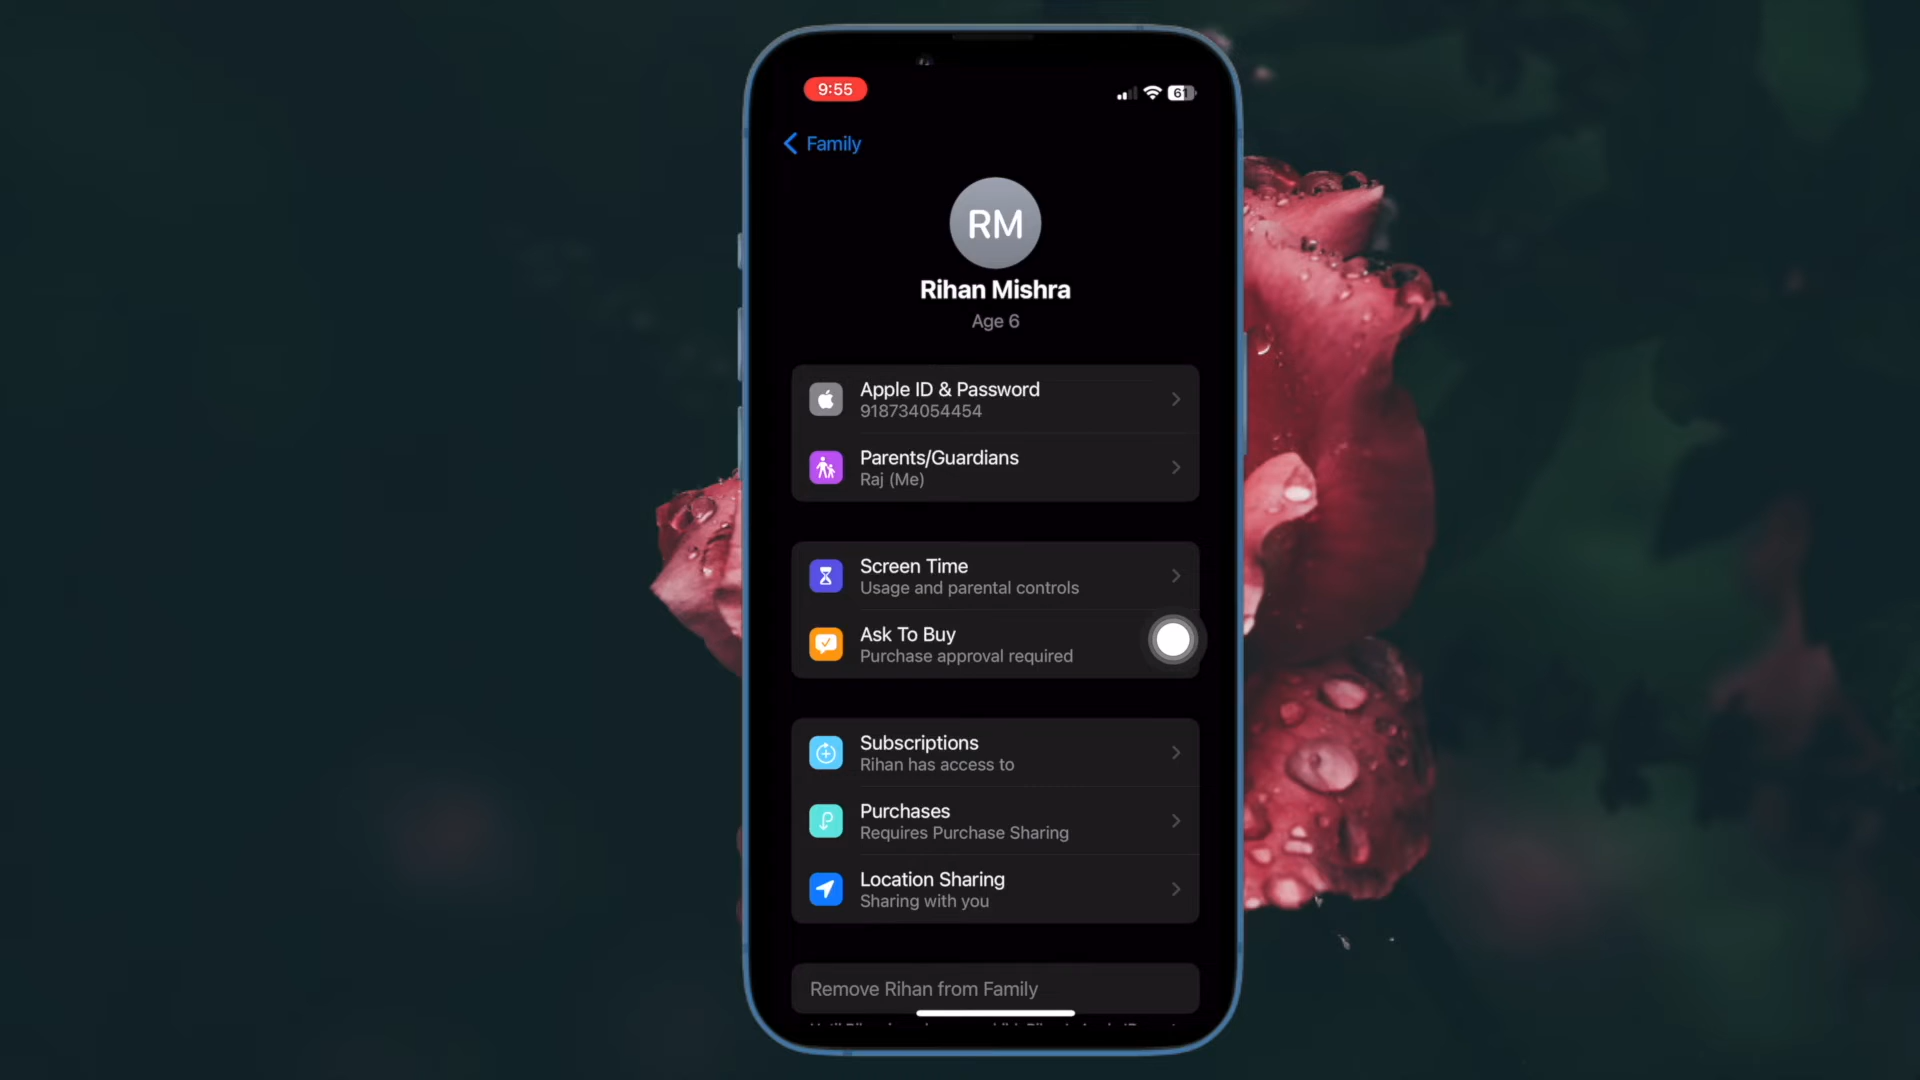 9:55
61
Family
RM
Rihan Mishra
Age 6
Apple ID & Password
918734054454
Parents/Guardians
Raj (Me)
Screen Time
Usage and parental controls
Ask To Buy
Purchase approval required
Subscriptions
Rihan has access to
Purchases
Requires Purchase Sharing
Location Sharing
Sharing with you
Remove Rihan from Family